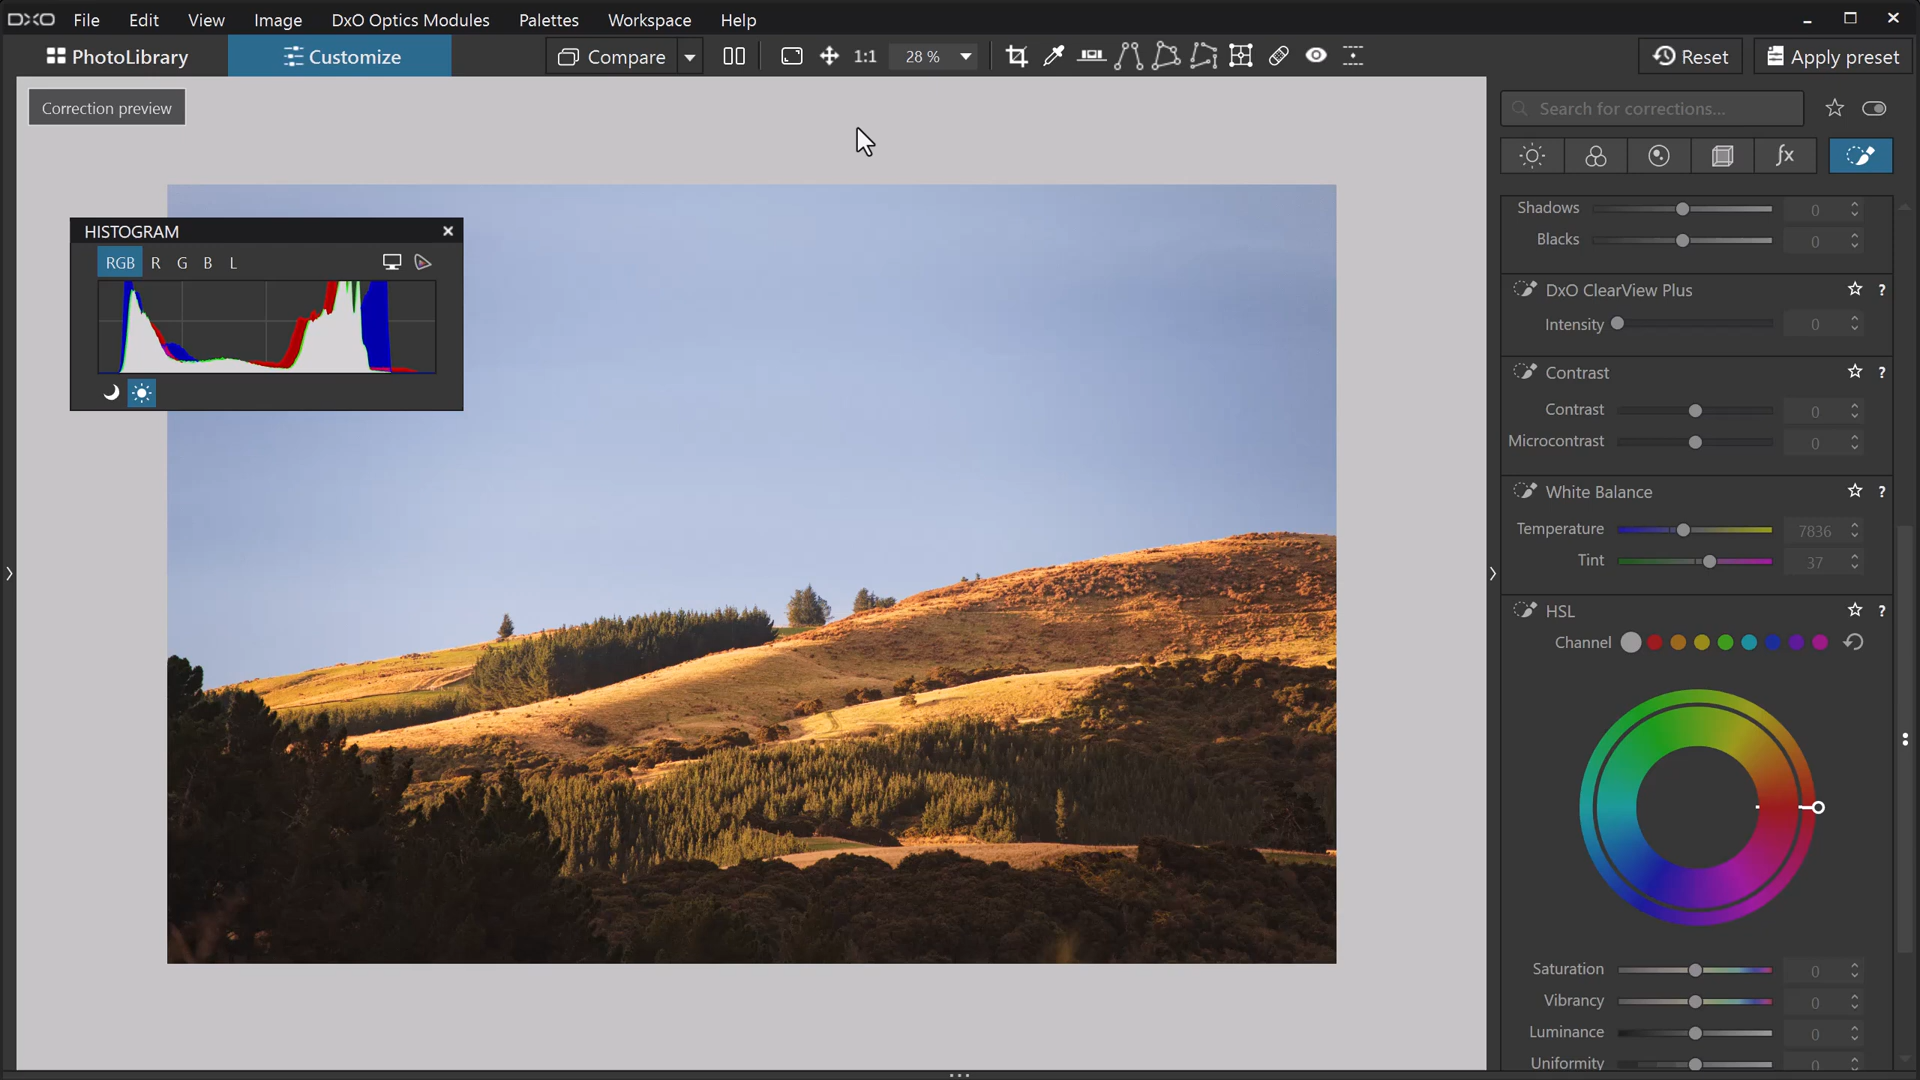 DXO File Edit View Image DxO Optics Modules Palettes Workspace Help
PhotoLibrary Customize Compare 1:1 28 % Reset Apply preset
Correction preview
Search for corrections...
fx
HISTOGRAM
RGB R G B L
Shadows 0
Blacks 0
DxO ClearView Plus ?
Intensity 0
Contrast ?
Contrast 0
Microcontrast 0
White Balance ?
Temperature 7836
Tint 37
HSL ?
Channel
Saturation 0
Vibrancy 0
Luminance 0
Uniformity 0